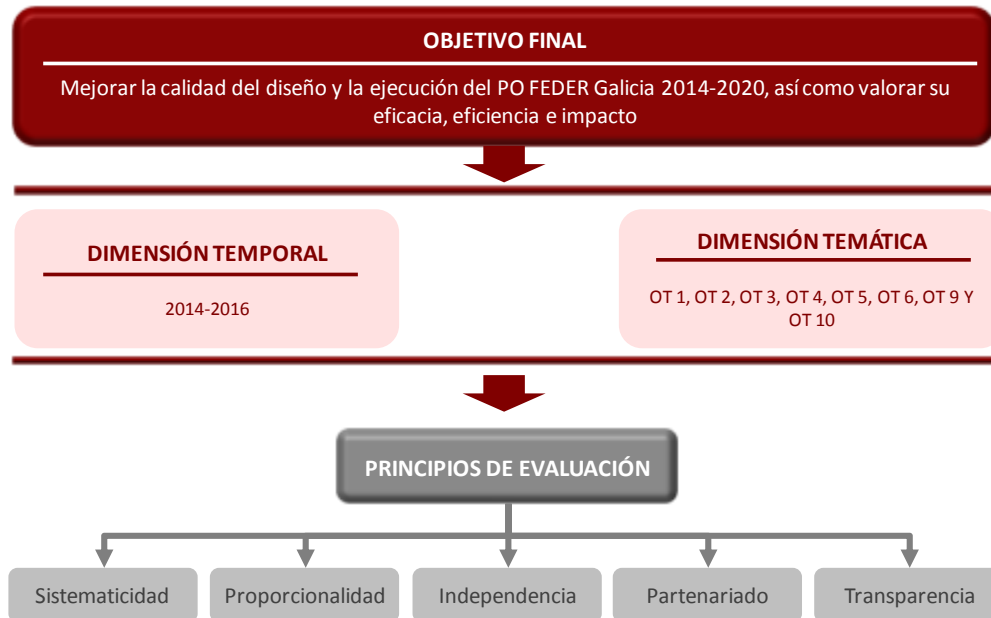 OBJETIVO FINAL
Mejorar la calidad del diseño y la ejecución del PO FEDER Galicia 2014-2020, así como valorar su
eficacia, eficiencia e impacto
DIMENSIÓN TEMPORAL
2014-2016
DIMENSIÓN TEMÁTICA
OT 1, OT 2, OT 3, OT 4, OT 5, OT 6, OT 9 Y
OT 10
PRINCIPIOS DE EVALUACIÓN
Sistematicidad
Proporcionalidad
Independencia
Partenariado
Transparencia